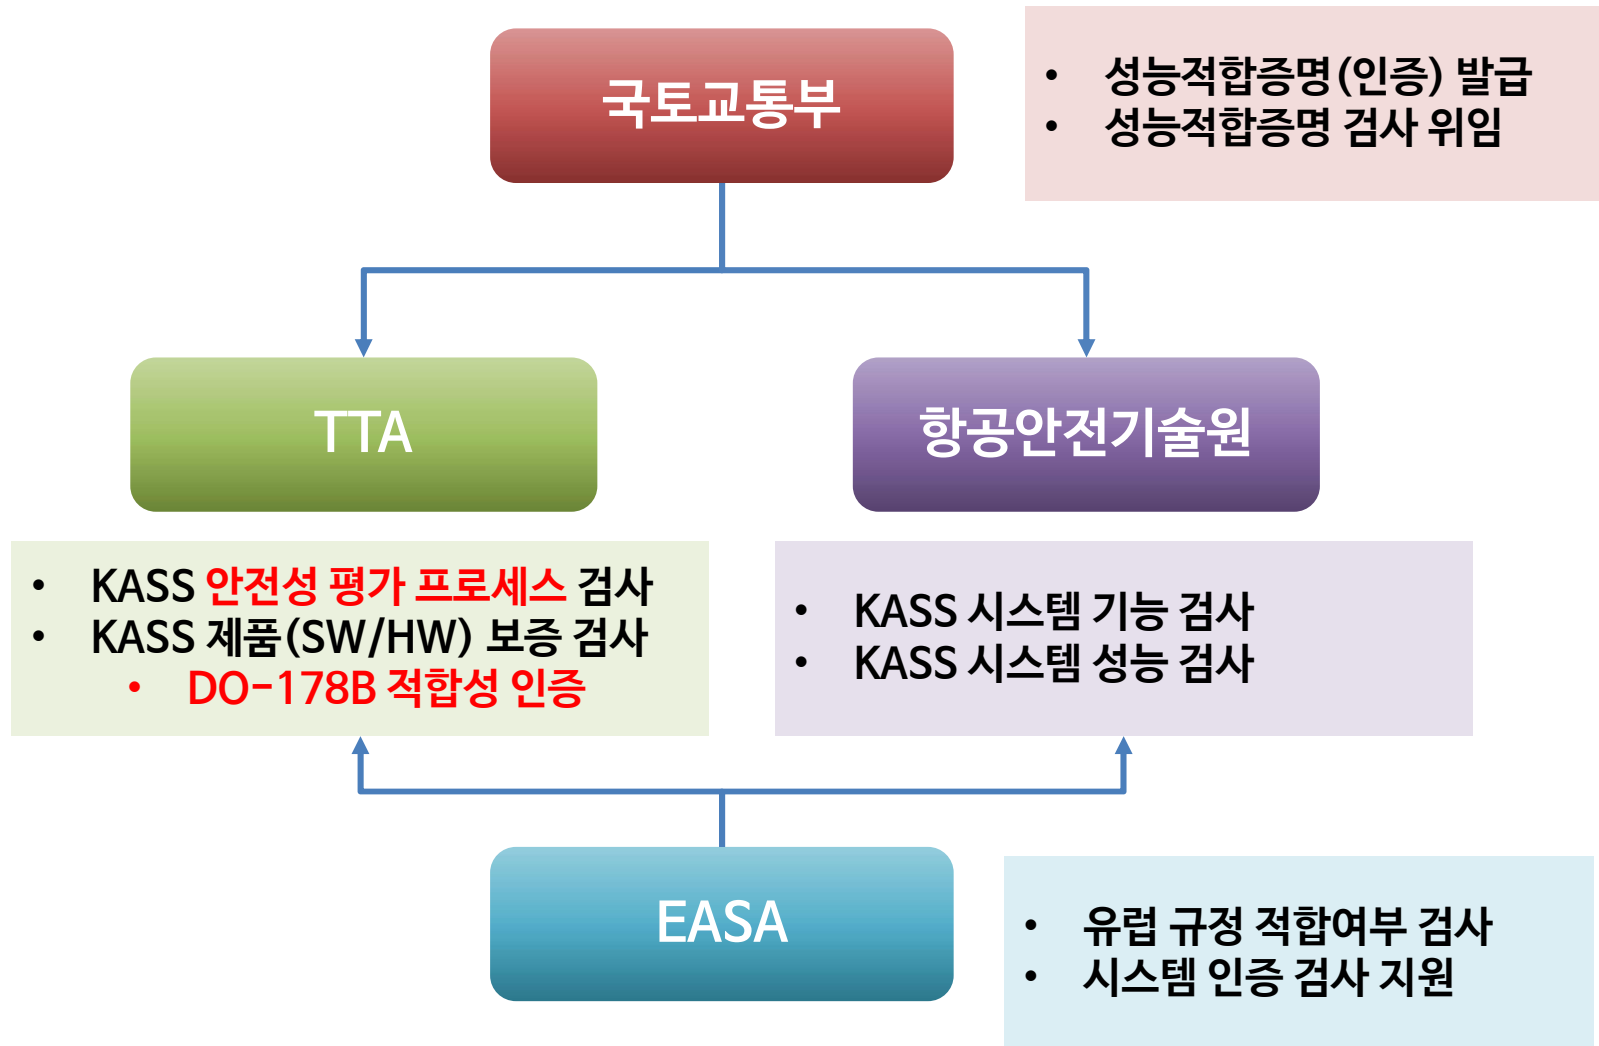 국토교통부
• 성능적합증명(인증) 발급
• 성능적합증명 검사 위임
TTA
항공안전기술원
• KASS 안전성 평가 프로세스 검사
• KASS 제품(SW/HW) 보증 검사
• DO-178B 적합성 인증
• KASS 시스템 기능 검사
• KASS 시스템 성능 검사
EASA
• 유럽 규정 적합여부 검사
• 시스템 인증 검사 지원